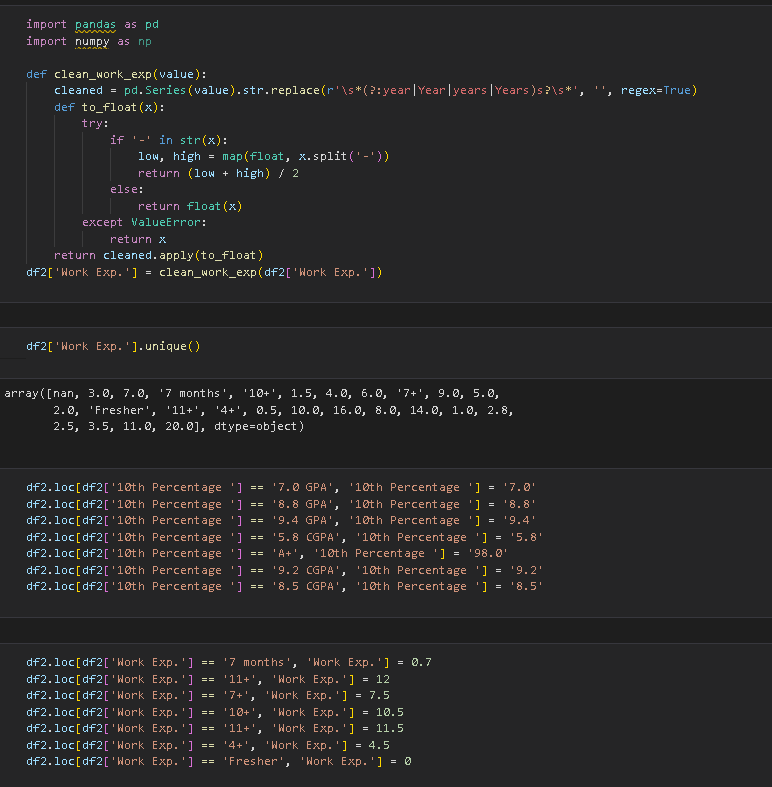 import pandas as pd
import numpy as np
def clean_work_exp(value):
    cleaned = pd.Series(value).str.replace(r'\s*(?:year|Year|years|Years)s?\s*', '', regex=True)
    def to_float(x):
        try:
            if '-' in str(x):
                low, high = map(float, x.split('-'))
                return (low + high) / 2
            else:
                return float(x)
        except ValueError:
            return x
    return cleaned.apply(to_float)
df2['Work Exp.'] = clean_work_exp(df2['Work Exp.'])
df2['Work Exp.'].unique()
array([nan, 3.0, 7.0, '7 months', '10+', 1.5, 4.0, 6.0, '7+', 9.0, 5.0,
       2.0, 'Fresher', '11+', '4+', 0.5, 10.0, 16.0, 8.0, 14.0, 1.0, 2.8,
       2.5, 3.5, 11.0, 20.0], dtype=object)
df2.loc[df2['10th Percentage '] == '7.0 GPA', '10th Percentage '] = '7.0'
df2.loc[df2['10th Percentage '] == '8.8 GPA', '10th Percentage '] = '8.8'
df2.loc[df2['10th Percentage '] == '9.4 GPA', '10th Percentage '] = '9.4'
df2.loc[df2['10th Percentage '] == '5.8 CGPA', '10th Percentage '] = '5.8'
df2.loc[df2['10th Percentage '] == 'A+', '10th Percentage '] = '98.0'
df2.loc[df2['10th Percentage '] == '9.2 CGPA', '10th Percentage '] = '9.2'
df2.loc[df2['10th Percentage '] == '8.5 CGPA', '10th Percentage '] = '8.5'
df2.loc[df2['Work Exp.'] == '7 months', 'Work Exp.'] = 0.7
df2.loc[df2['Work Exp.'] == '11+', 'Work Exp.'] = 12
df2.loc[df2['Work Exp.'] == '7+', 'Work Exp.'] = 7.5
df2.loc[df2['Work Exp.'] == '10+', 'Work Exp.'] = 10.5
df2.loc[df2['Work Exp.'] == '11+', 'Work Exp.'] = 11.5
df2.loc[df2['Work Exp.'] == '4+', 'Work Exp.'] = 4.5
df2.loc[df2['Work Exp.'] == 'Fresher', 'Work Exp.'] = 0